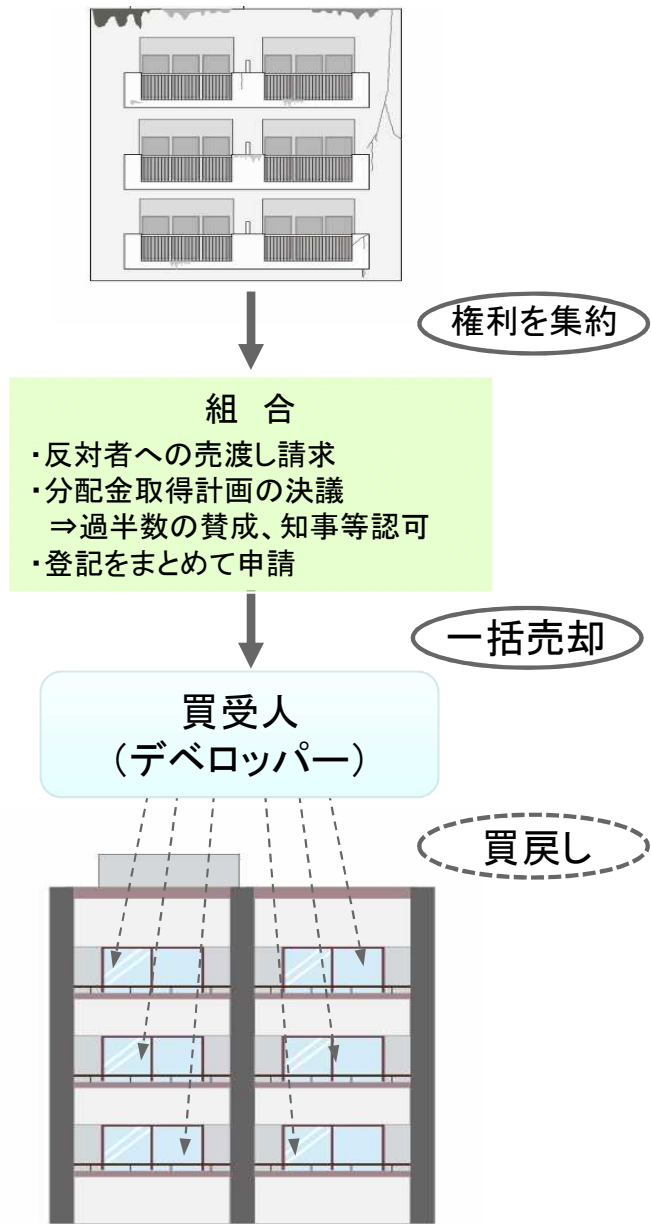 権利を集約
組 合
・反対者への売渡し請求
・分配金取得計画の決議
⇒過半数の賛成、知事等認可
・登記をまとめて申請
一括売却
買受人
（デベロッパー）
買戻し